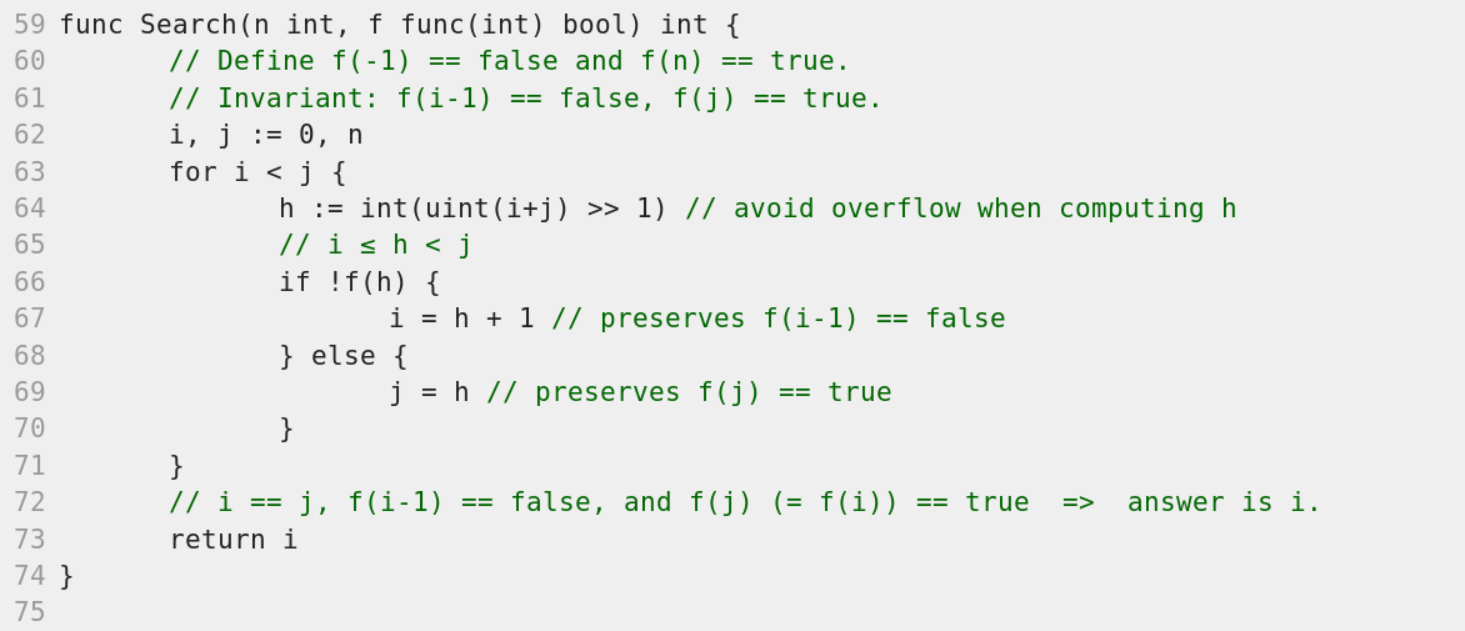 59 func Search(n int, f func(int) bool) int {
60 	// Define f(-1) == false and f(n) == true.
61 	// Invariant: f(i-1) == false, f(j) == true.
62 	i, j := 0, n
63 	for i < j {
64 		h := int(uint(i+j) >> 1) // avoid overflow when computing h
65 		// i ≤ h < j
66 		if !f(h) {
67 			i = h + 1 // preserves f(i-1) == false
68 		} else {
69 			j = h // preserves f(j) == true
70 		}
71 	}
72 	// i == j, f(i-1) == false, and f(j) (= f(i)) == true  =>  answer is i.
73 	return i
74 }
75